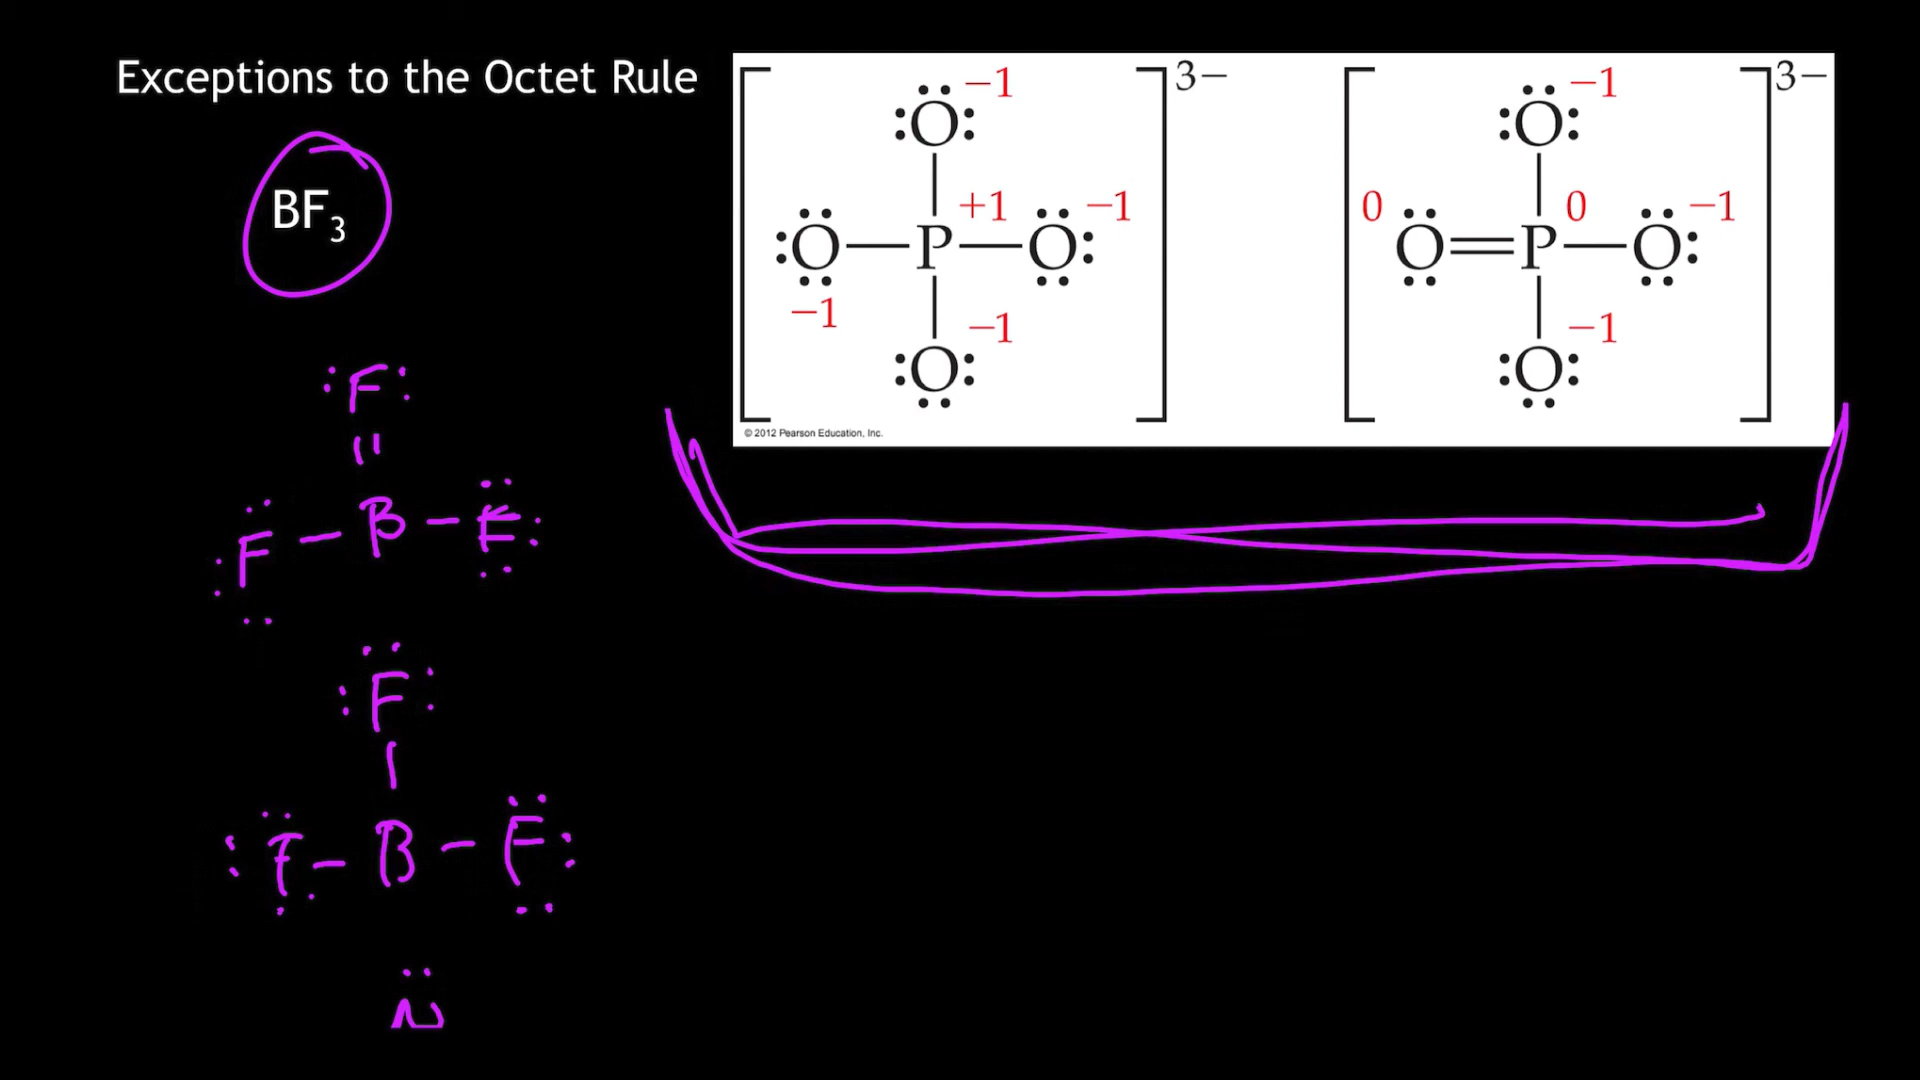 Exceptions to the Octet Rule
BF₃
[ :Ö: −1 ] 3−
:Ö—P—Ö: +1 −1
−1 −1
:O:
[ :Ö: −1 ] 3−
0 0 −1
Ö=P—Ö:
−1
:O:
© 2012 Pearson Education, Inc.
:F:
F–B–F
:F:
F–B–F